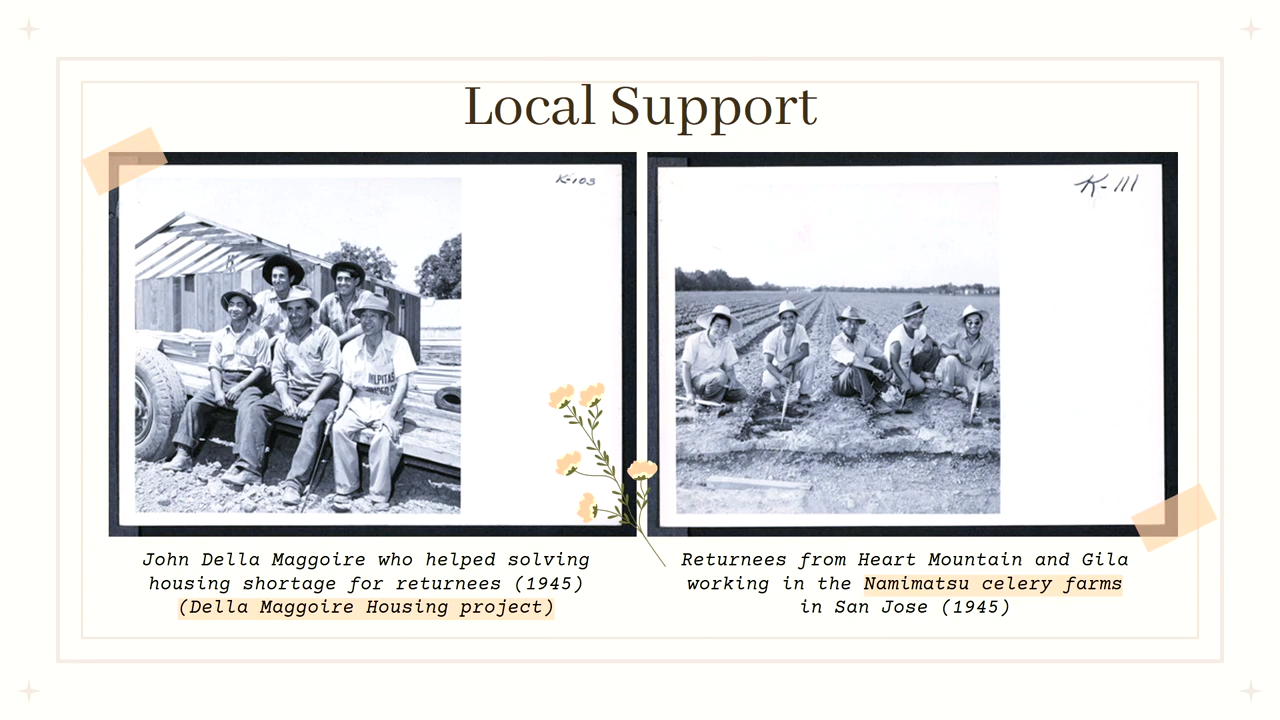 Local Support
K-103
K-111
MILPITAS
John Della Maggoire who helped solving
housing shortage for returnees (1945)
(Della Maggoire Housing project)
Returnees from Heart Mountain and Gila
working in the Namimatsu celery farms
in San Jose (1945)